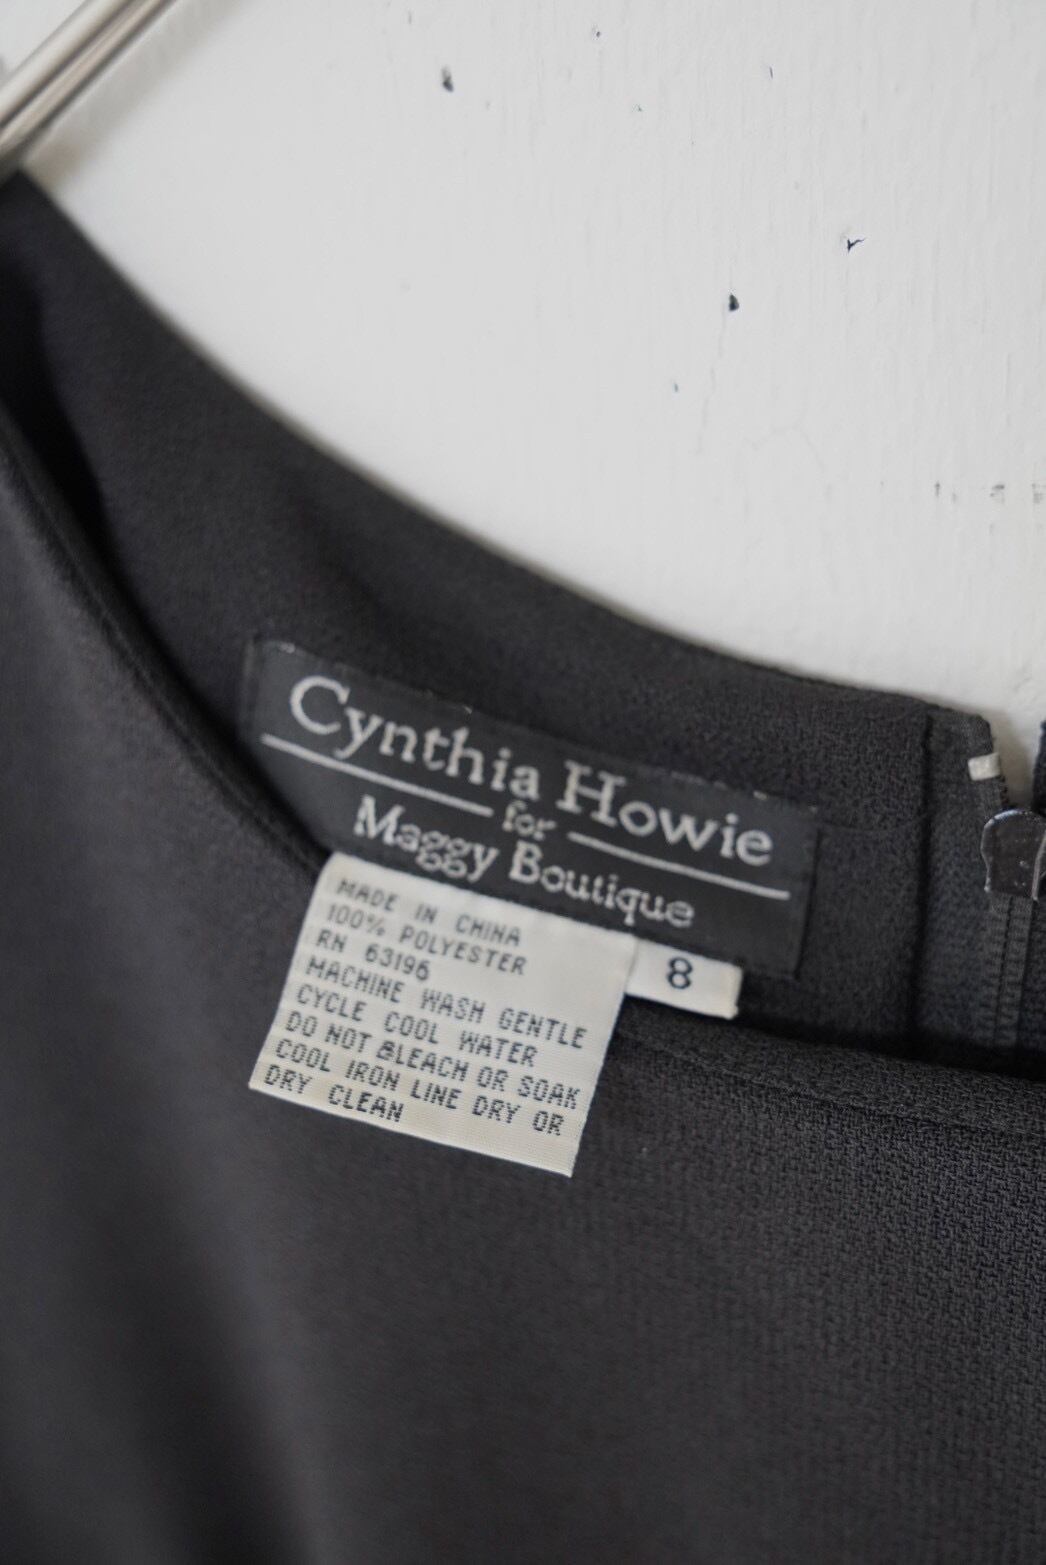 Cynthia Howie
for
Maggy Boutique
8
MADE IN CHINA
100% POLYESTER
RN 63196
MACHINE WASH GENTLE
CYCLE COOL WATER
DO NOT BLEACH OR SOAK
COOL IRON LINE DRY OR
DRY CLEAN